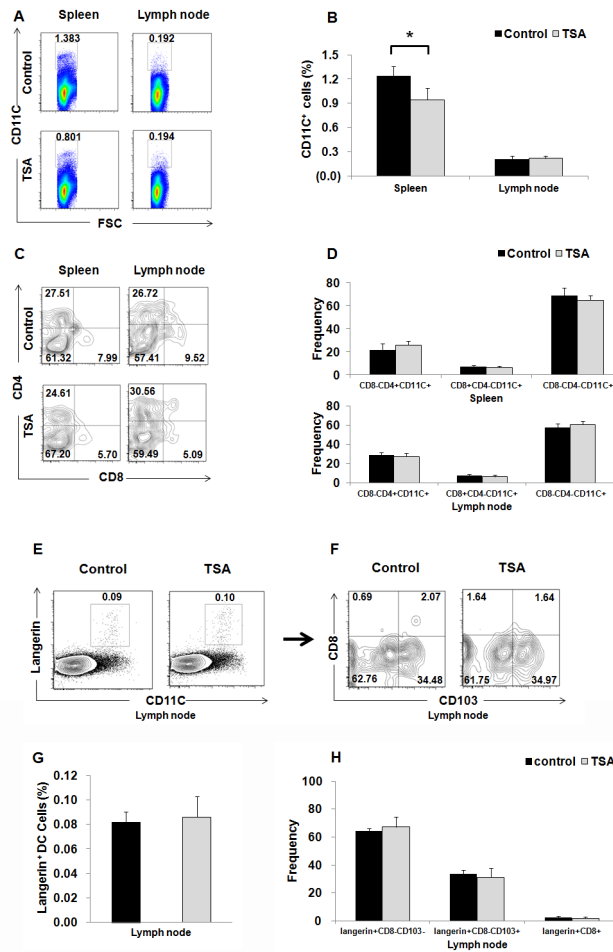 A
Spleen
Lymph node
1.383
0.192
Control
CD11C
0.801
0.194
TSA
FSC
B
Control
TSA
*
CD11C+ cells (%)
1.5
1.2
0.9
0.6
0.3
(0.0)
Spleen
Lymph node
C
Spleen
Lymph node
27.51
26.72
Control
61.32
7.99
57.41
9.52
CD4
24.61
30.56
TSA
67.20
5.70
59.49
5.09
CD8
D
Control
TSA
Frequency
80
60
40
20
0
CD8-CD4+CD11C+
CD8+CD4-CD11C+
CD8-CD4-CD11C+
Spleen
Frequency
80
60
40
20
0
CD8-CD4+CD11C+
CD8+CD4-CD11C+
CD8-CD4-CD11C+
Lymph node
E
Control
TSA
0.09
0.10
Langerin
CD11C
Lymph node
F
Control
TSA
0.69
2.07
1.64
1.64
CD8
62.76
34.48
61.75
34.97
CD103
Lymph node
G
Langerin+ DC Cells (%)
0.12
0.10
0.08
0.06
0.04
0.02
0.00
Lymph node
H
control
TSA
Frequency
100
80
60
40
20
0
langerin+CD8-CD103-
langerin+CD8-CD103+
langerin+CD8+
Lymph node